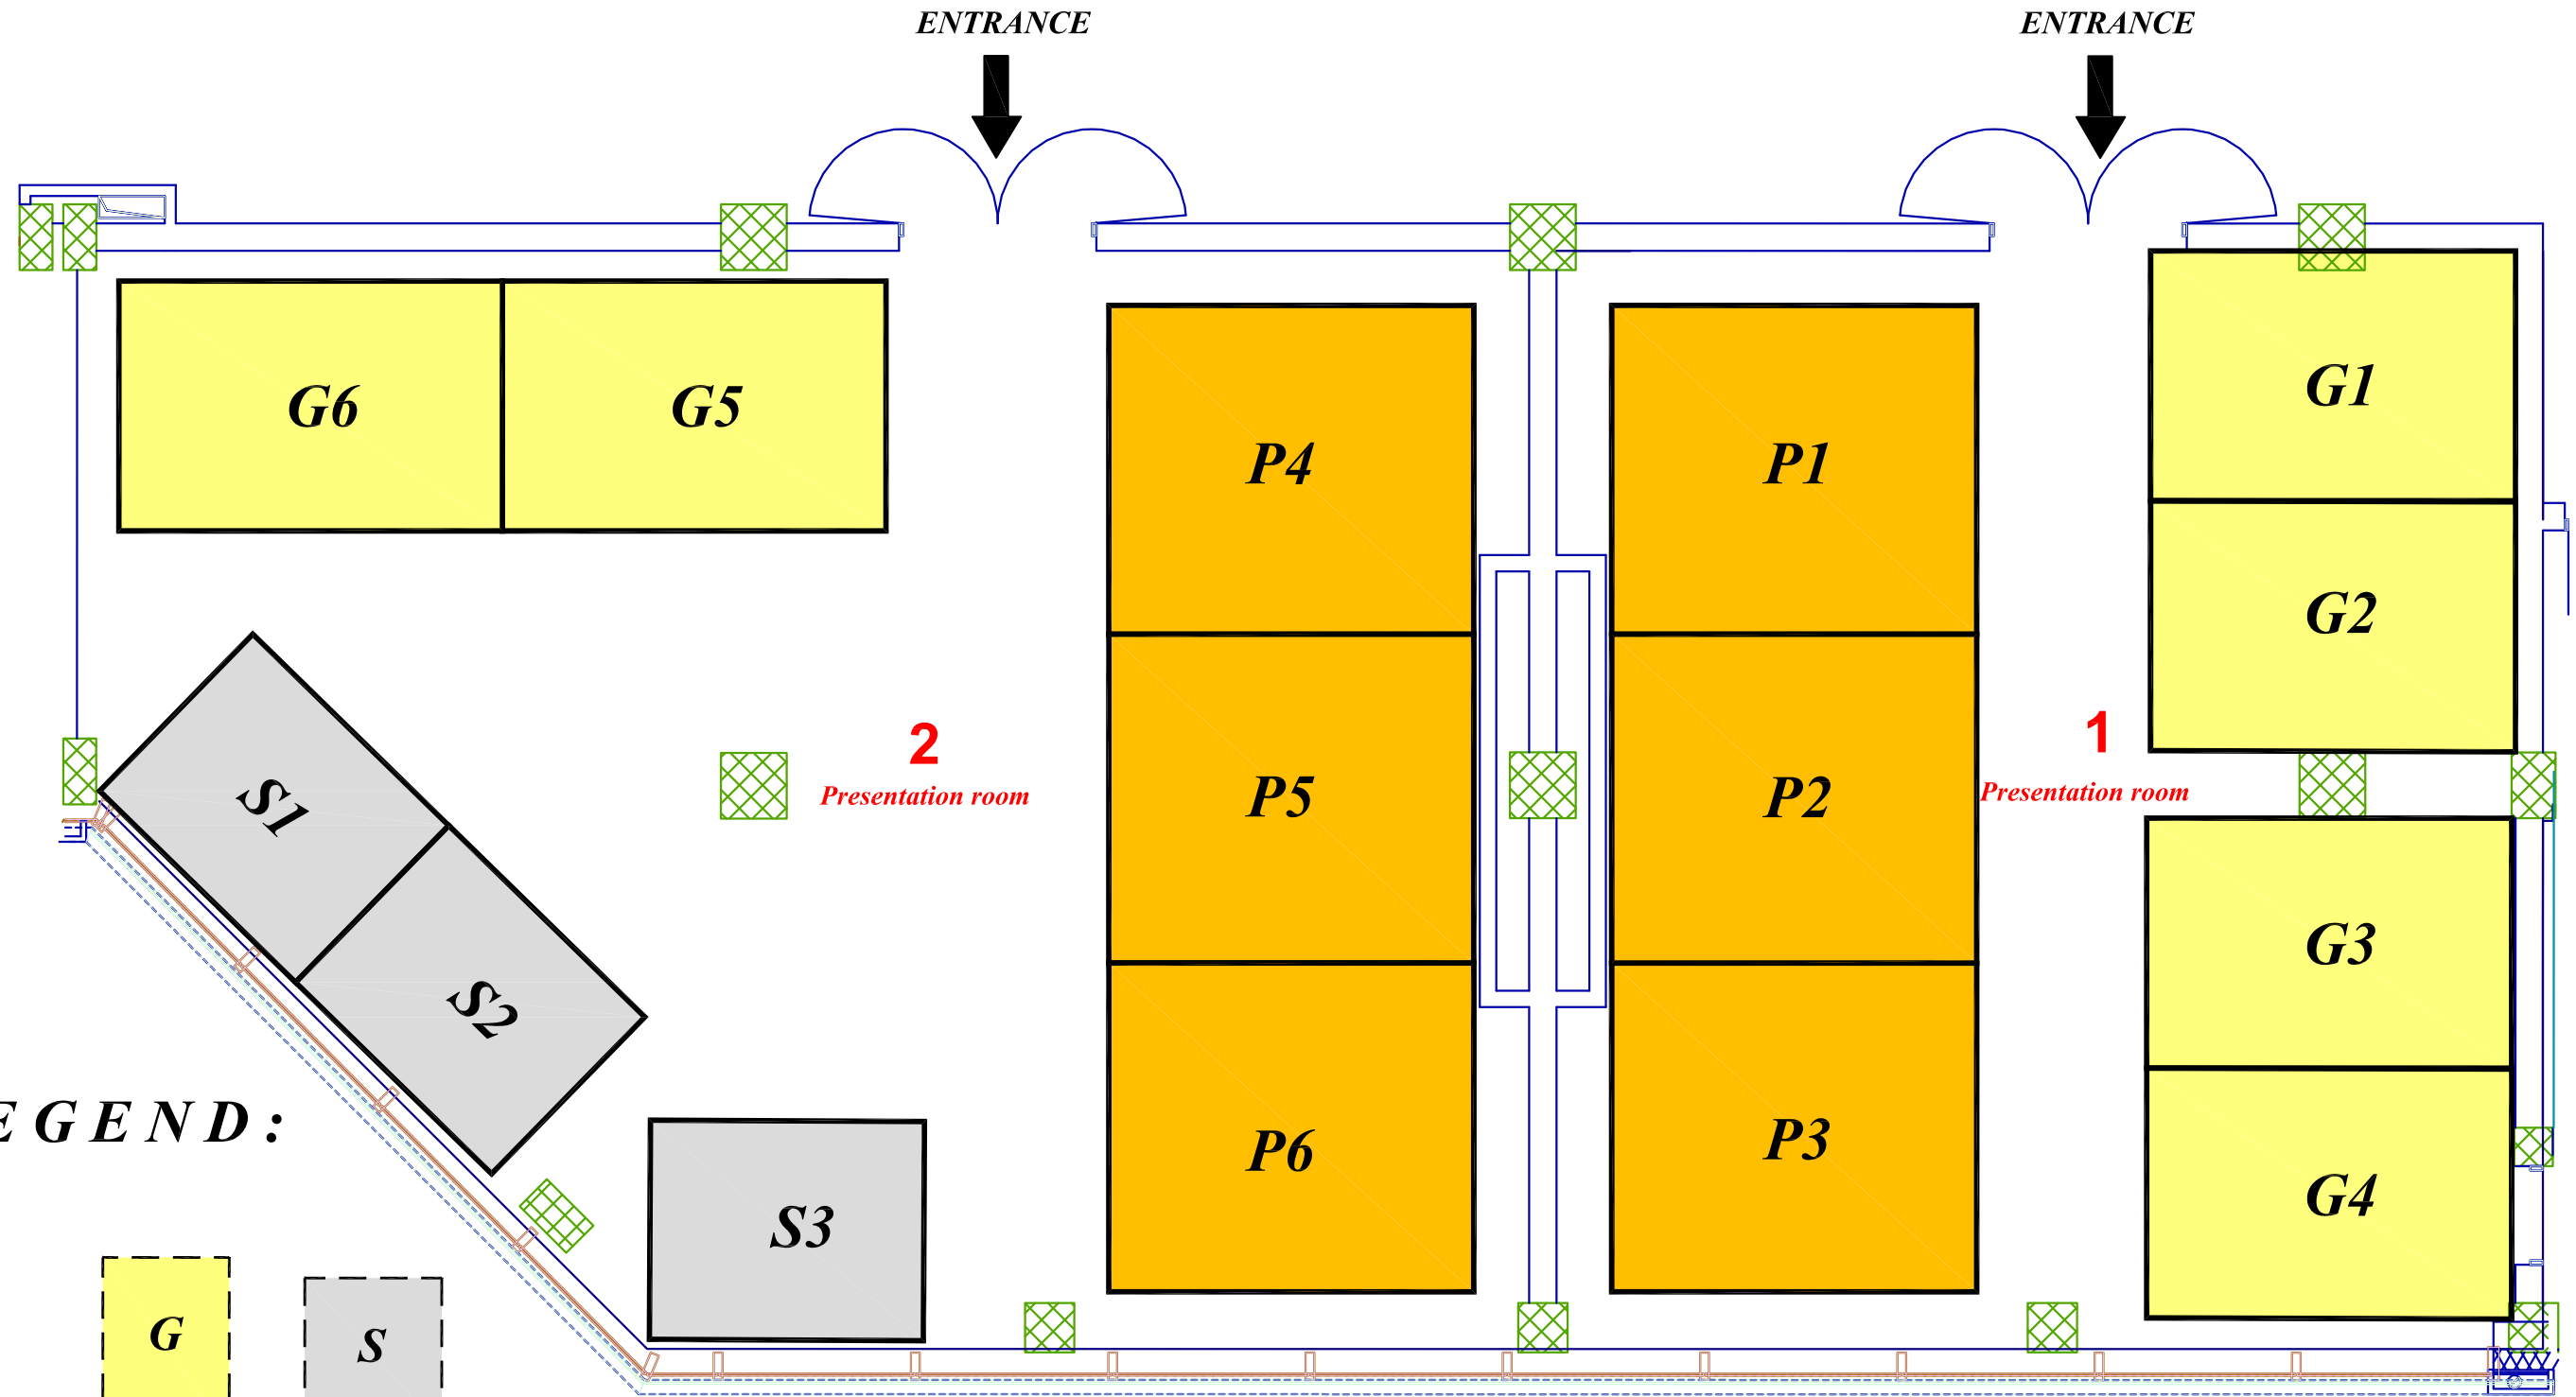 ENTRANCE ENTRANCE
G6 G5 P4 P1 G1
G2
2 1
Presentation room Presentation room
S1 P5 P2
G3
S2
EGEND:
P6 P3
S3 G4
G S